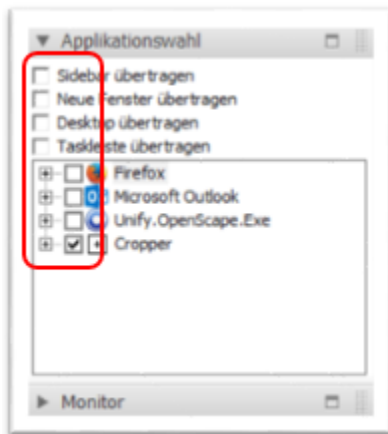 Applikationswahl
Sidebar übertragen
Neue Fenster übertragen
Desktop übertragen
Taskleiste übertragen
Firefox
Microsoft Outlook
Unify.OpenScape.Exe
Cropper
Monitor